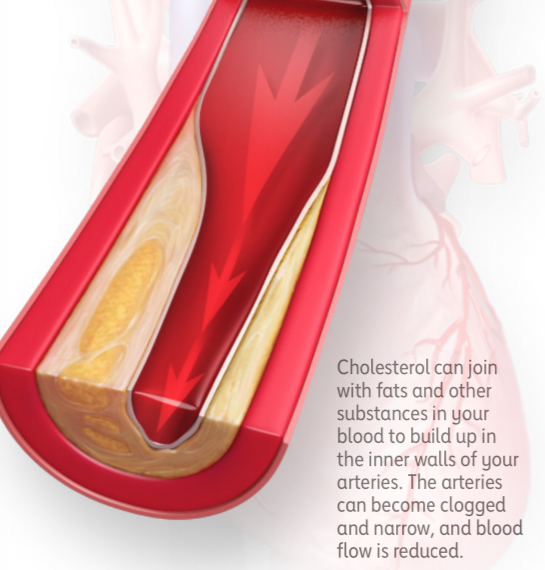 Cholesterol can join
with fats and other
substances in your
blood to build up in
the inner walls of your
arteries. The arteries
can become clogged
and narrow, and blood
flow is reduced.